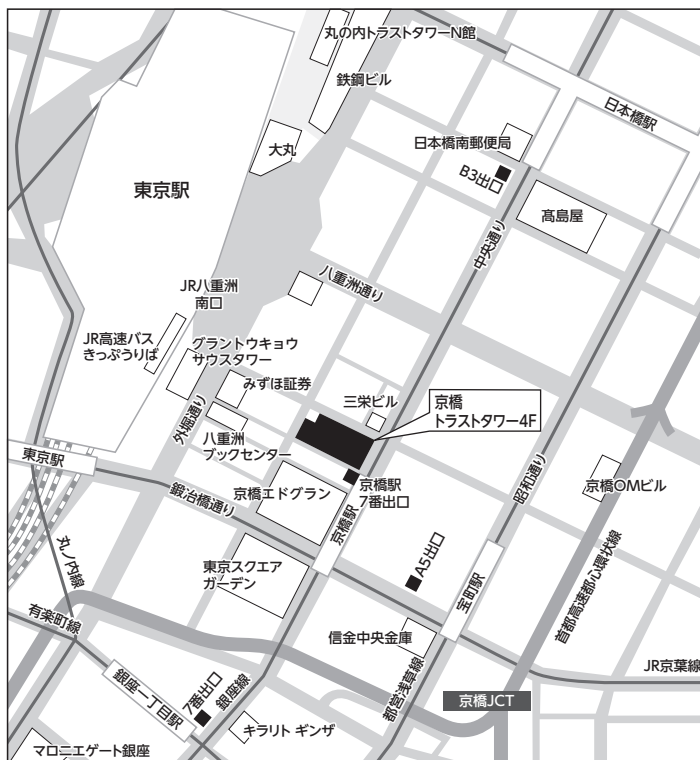 丸の内トラストタワーN館
鉄鋼ビル
日本橋駅
大丸
日本橋南郵便局
B3出口
東京駅
髙島屋
中央通り
八重洲通り
JR八重洲
南口
JR高速バス
きっぷうりば
グラントウキョウ
サウスタワー
みずほ証券
三栄ビル
京橋
トラストタワー4F
外堀通り
八重洲
ブックセンター
東京駅
京橋駅
7番出口
昭和通り
京橋OMビル
鍛冶橋通り
京橋エドグラン
京橋駅
A5出口
首都高速都心環状線
丸ノ内線
東京スクエア
ガーデン
宝町駅
有楽町線
信金中央金庫
JR京葉線
銀座一丁目駅
7番出口
銀座線
都営浅草線
京橋JCT
キラリト ギンザ
マロニエゲート銀座